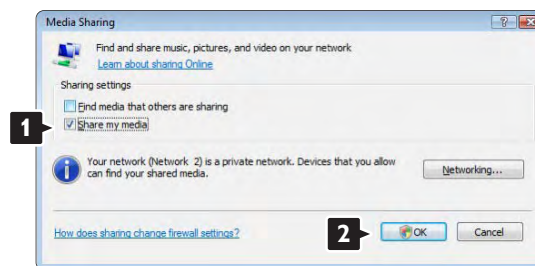 Media Sharing
Find and share music, pictures, and video on your network
Learn about sharing Online
Sharing settings
Find media that others are sharing
1
Share my media
Your network (Network 2) is a private network. Devices that you allow
can find your shared media.
Networking...
How does sharing change firewall settings?
2
OK
Cancel